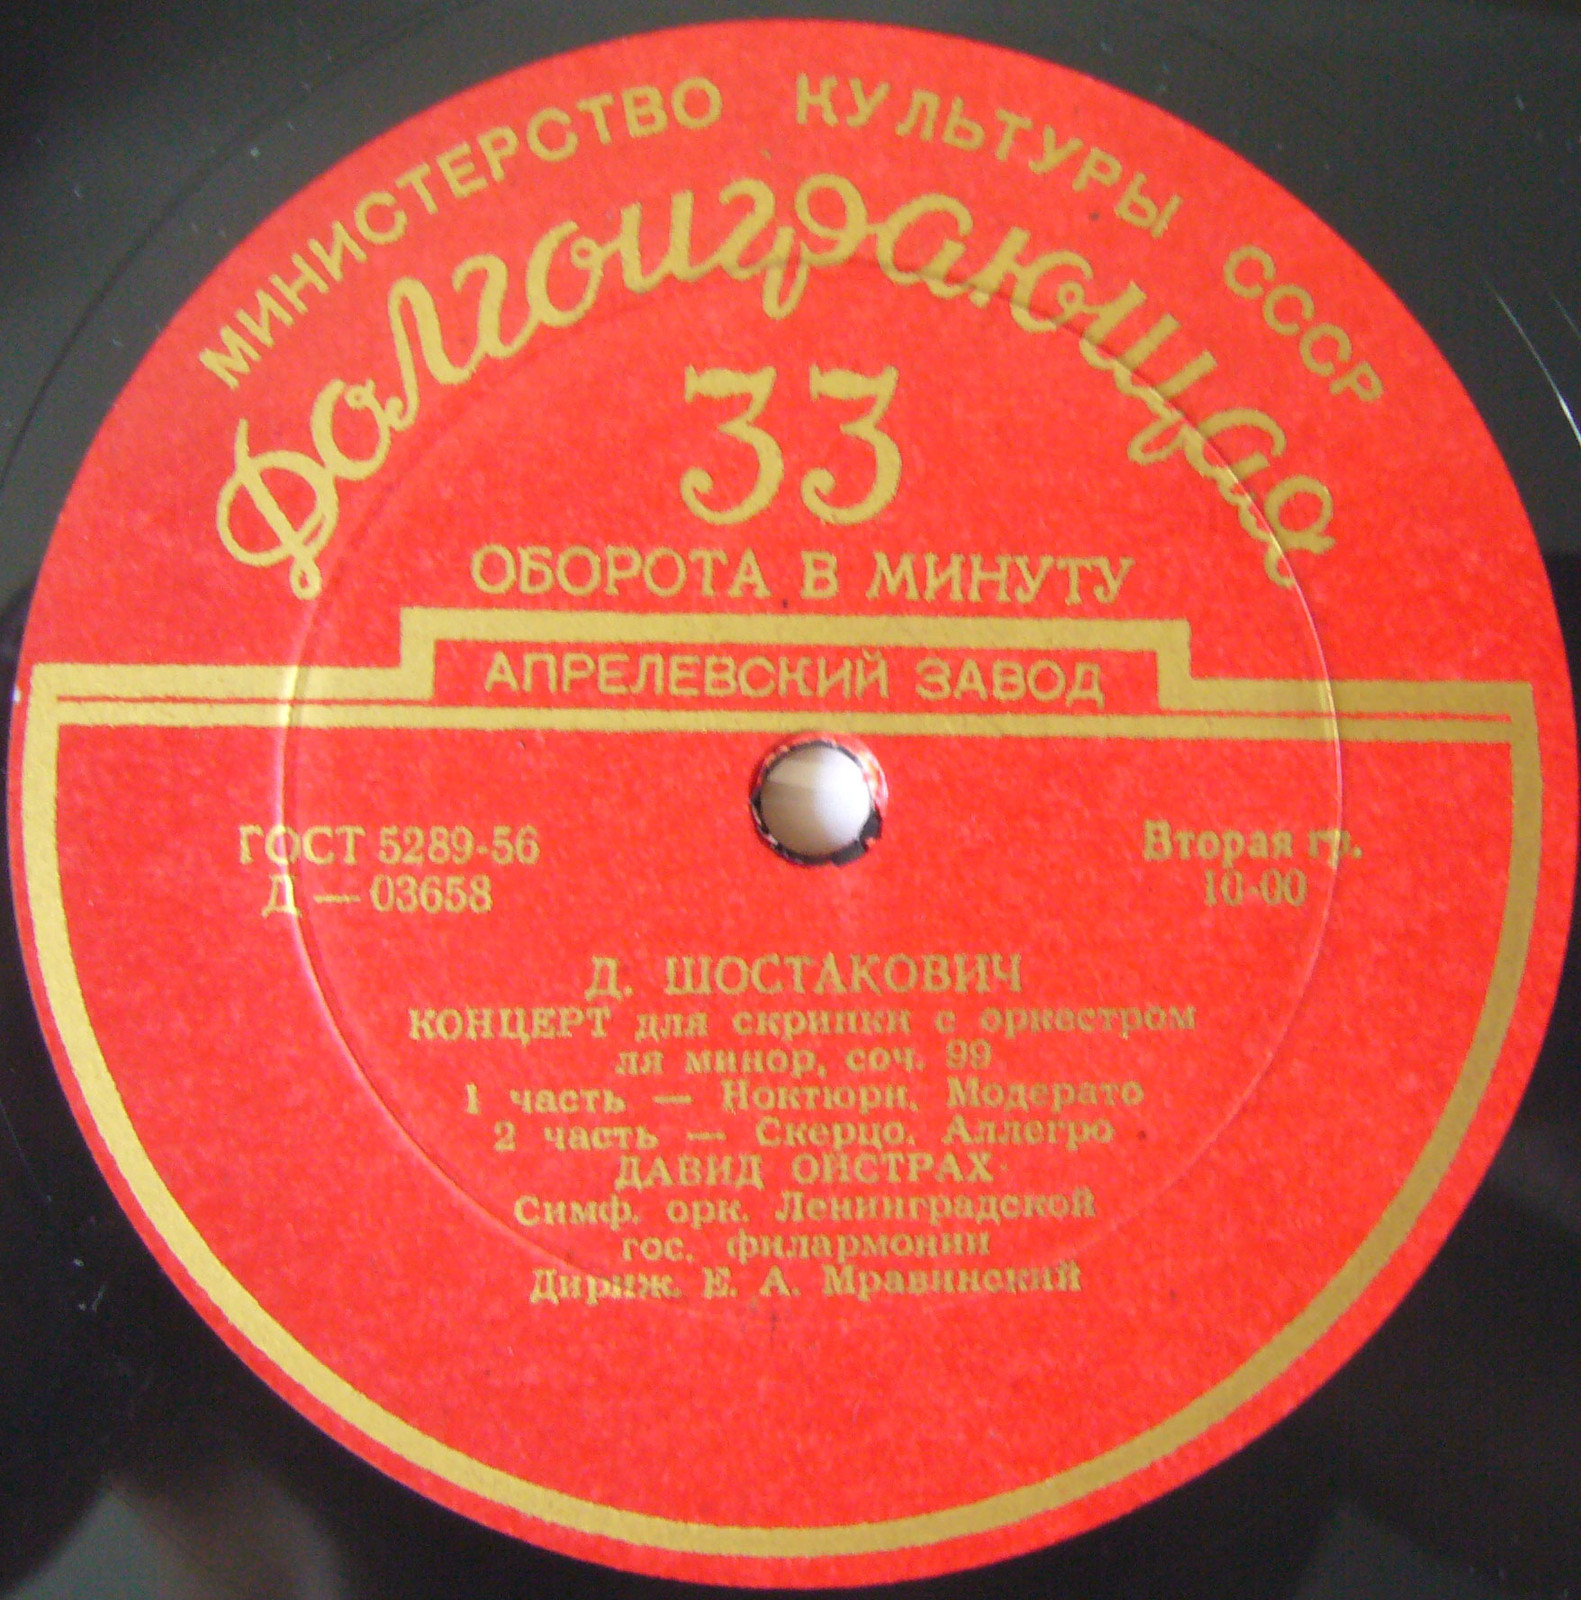 МИНИСТЕРСТВО КУЛЬТУРЫ СССР
Долгоиграющая
33
ОБОРОТА В МИНУТУ
АПРЕЛЕВСКИЙ ЗАВОД
ГОСТ 5289-56
Д — 03658
Вторая гр.
10-00
Д. ШОСТАКОВИЧ
КОНЦЕРТ для скрипки с оркестром
ля минор, соч. 99
1 часть — Ноктюрн. Модерато
2 часть — Скерцо. Аллегро
ДАВИД ОЙСТРАХ
Симф. орк. Ленинградской
гос. филармонии
Дириж. Е. А. Мравинский